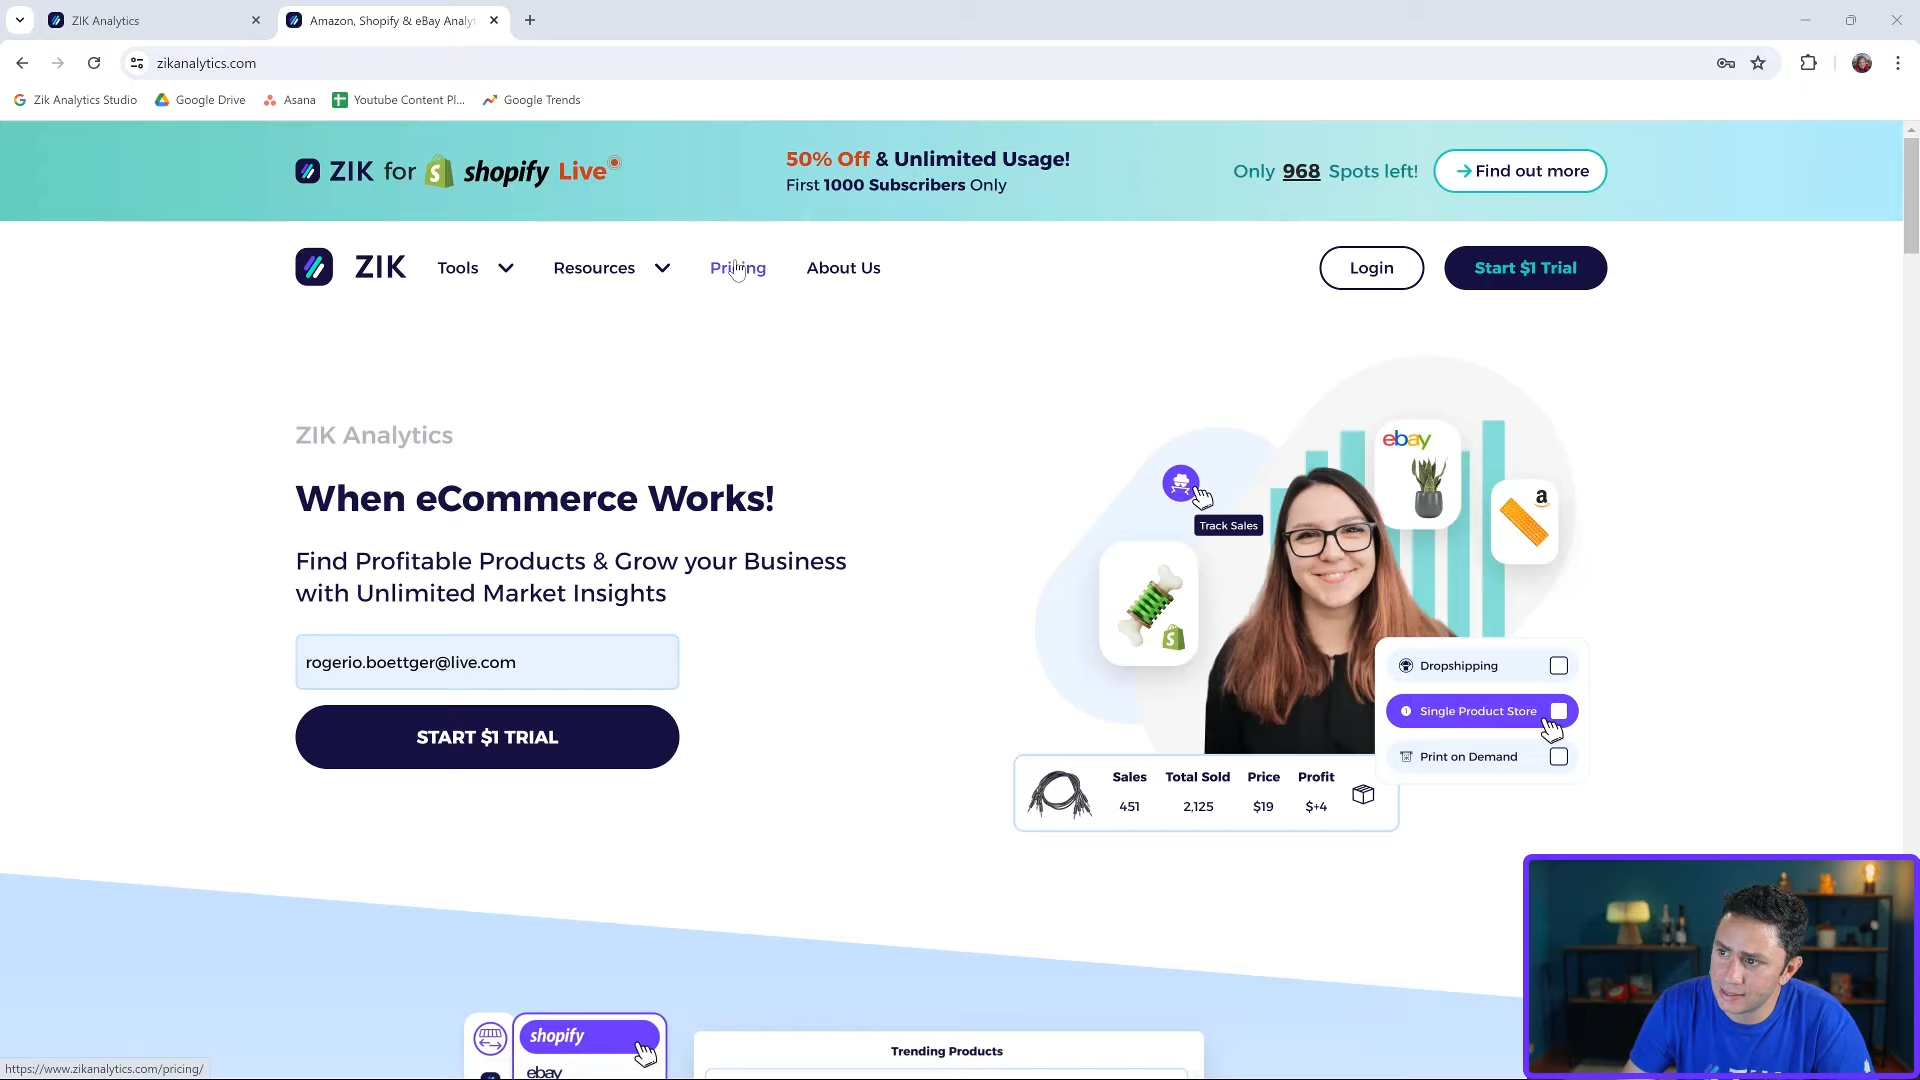 ZIK Analytics
Amazon, Shopify & eBay Analyt
zikanalytics.com
Zik Analytics Studio
Google Drive
Asana
Youtube Content Pl...
Google Trends
ZIK for shopify Live
50% Off & Unlimited Usage!
First 1000 Subscribers Only
Only 968 Spots left!
Find out more
ZIK
Tools
Resources
Pricing
About Us
Login
Start $1 Trial
ZIK Analytics
When eCommerce Works!
Find Profitable Products & Grow your Business
with Unlimited Market Insights
rogerio.boettger@live.com
START $1 TRIAL
ebay
a
Track Sales
Dropshipping
Single Product Store
Print on Demand
Sales Total Sold Price Profit
451 2,125 $19 $+4
shopify
ebay
Trending Products
https://www.zikanalytics.com/pricing/